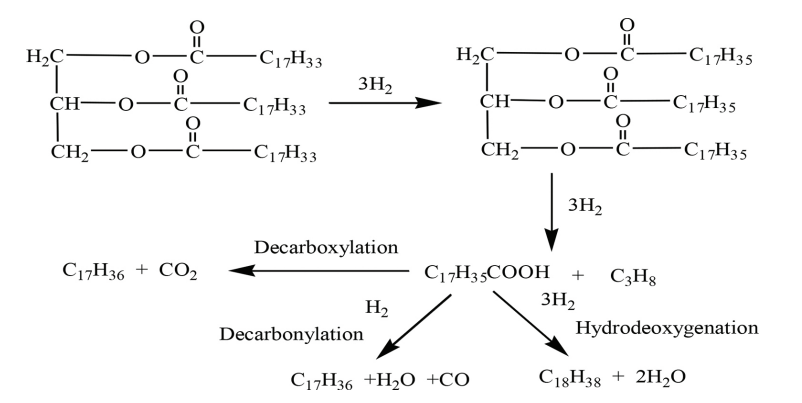 O O
H₂C O C C₁₇H₃₃ H₂C O C C₁₇H₃₅
O 3H₂ O
CH O C C₁₇H₃₃ CH O C C₁₇H₃₅
O O
CH₂ O C C₁₇H₃₃ CH₂ O C C₁₇H₃₅
3H₂
Decarboxylation
C₁₇H₃₆ + CO₂ C₁₇H₃₅COOH + C₃H₈
H₂ 3H₂
Decarbonylation Hydrodeoxygenation
C₁₇H₃₆ +H₂O +CO C₁₈H₃₈ + 2H₂O